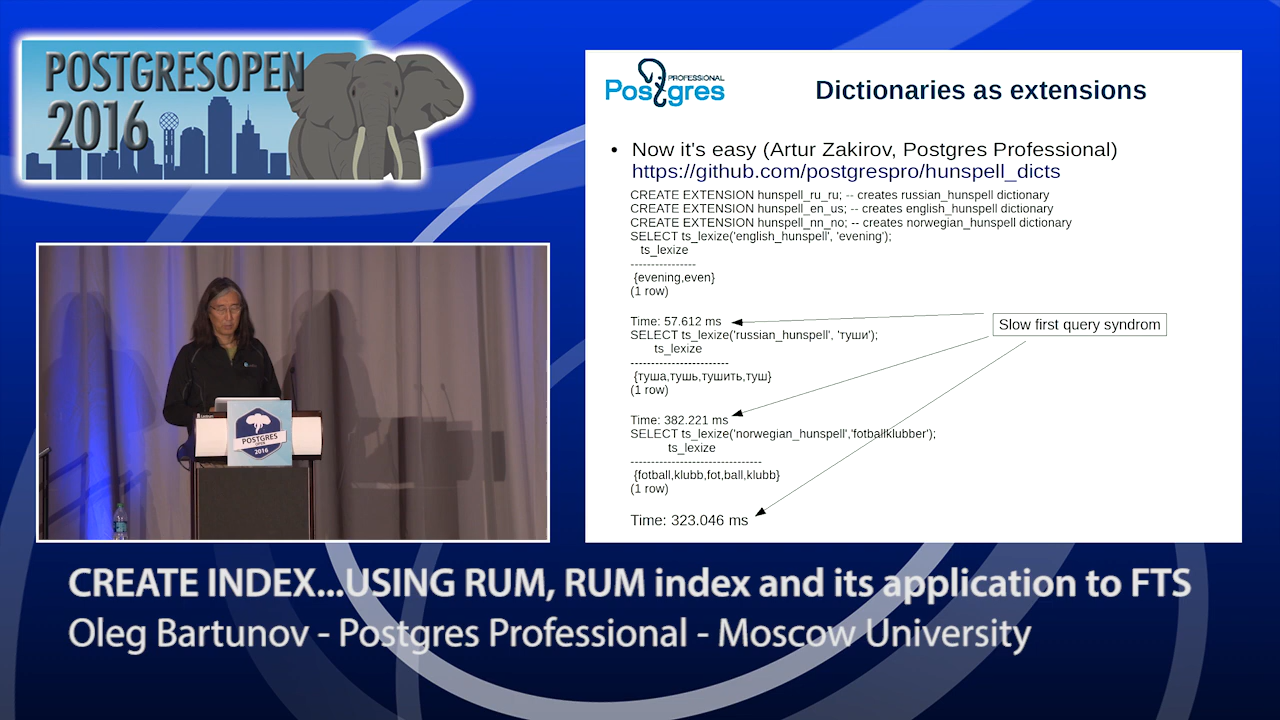 POSTGRESOPEN
2016
PROFESSIONAL
Postgres
Dictionaries as extensions
• Now it's easy (Artur Zakirov, Postgres Professional)
https://github.com/postgrespro/hunspell_dicts
CREATE EXTENSION hunspell_ru_ru; -- creates russian_hunspell dictionary
CREATE EXTENSION hunspell_en_us; -- creates english_hunspell dictionary
CREATE EXTENSION hunspell_nn_no; -- creates norwegian_hunspell dictionary
SELECT ts_lexize('english_hunspell', 'evening');
ts_lexize
----------------
{evening,even}
(1 row)
Time: 57.612 ms
Slow first query syndrom
SELECT ts_lexize('russian_hunspell', 'туши');
ts_lexize
------------------------
{туша,тушь,тушить,туш}
(1 row)
Time: 382.221 ms
SELECT ts_lexize('norwegian_hunspell','fotballklubber');
ts_lexize
--------------------------------
{fotball,klubb,fot,ball,klubb}
(1 row)
Time: 323.046 ms
POSTGRES
OPEN
2016
CREATE INDEX...USING RUM, RUM index and its application to FTS
Oleg Bartunov - Postgres Professional - Moscow University